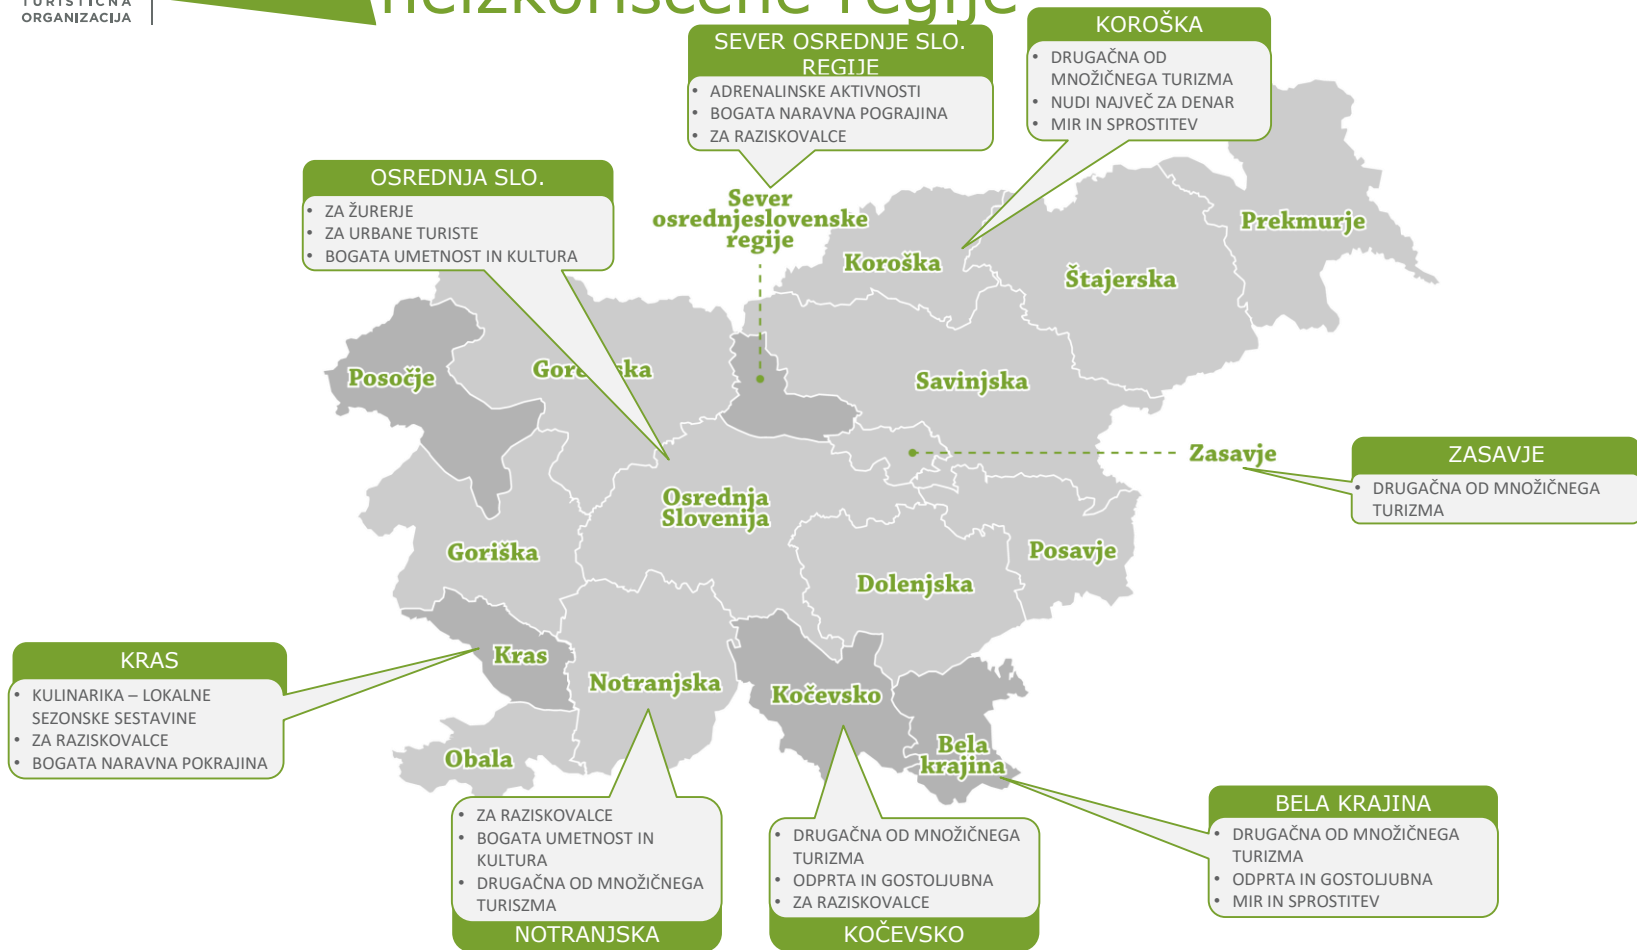 TURISTIČNA
ORGANIZACIJA
neizkoriščene regije
SEVER OSREDNJE SLO.
REGIJE
• ADRENALINSKE AKTIVNOSTI
• BOGATA NARAVNA POGRAJINA
• ZA RAZISKOVALCE
KOROŠKA
• DRUGAČNA OD
MNOŽIČNEGA TURIZMA
• NUDI NAJVEČ ZA DENAR
• MIR IN SPROSTITEV
OSREDNJA SLO.
• ZA ŽURERJE
• ZA URBANE TURISTE
• BOGATA UMETNOST IN KULTURA
Sever
osrednjeslovenske
regije
Koroška
Štajerska
Prekmurje
Posočje
Gore ska
Savinjska
Zasavje
ZASAVJE
• DRUGAČNA OD MNOŽIČNEGA
TURIZMA
Osrednja
Slovenija
Goriška
Dolenjska
Posavje
KRAS
• KULINARIKA – LOKALNE
SEZONSKE SESTAVINE
• ZA RAZISKOVALCE
• BOGATA NARAVNA POKRAJINA
Kras
Notranjska
Kočevsko
Obala
Bela
krajina
• ZA RAZISKOVALCE
• BOGATA UMETNOST IN
KULTURA
• DRUGAČNA OD MNOŽIČNEGA
TURISZMA
NOTRANJSKA
• DRUGAČNA OD MNOŽIČNEGA
TURIZMA
• ODPRTA IN GOSTOLJUBNA
• ZA RAZISKOVALCE
KOČEVSKO
BELA KRAJINA
• DRUGAČNA OD MNOŽIČNEGA
TURIZMA
• ODPRTA IN GOSTOLJUBNA
• MIR IN SPROSTITEV